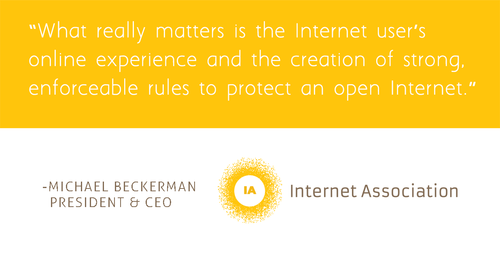 “What really matters is the Internet user's
online experience and the creation of strong,
enforceable rules to protect an open Internet.”
-MICHAEL BECKERMAN
PRESIDENT & CEO
IA
Internet Association